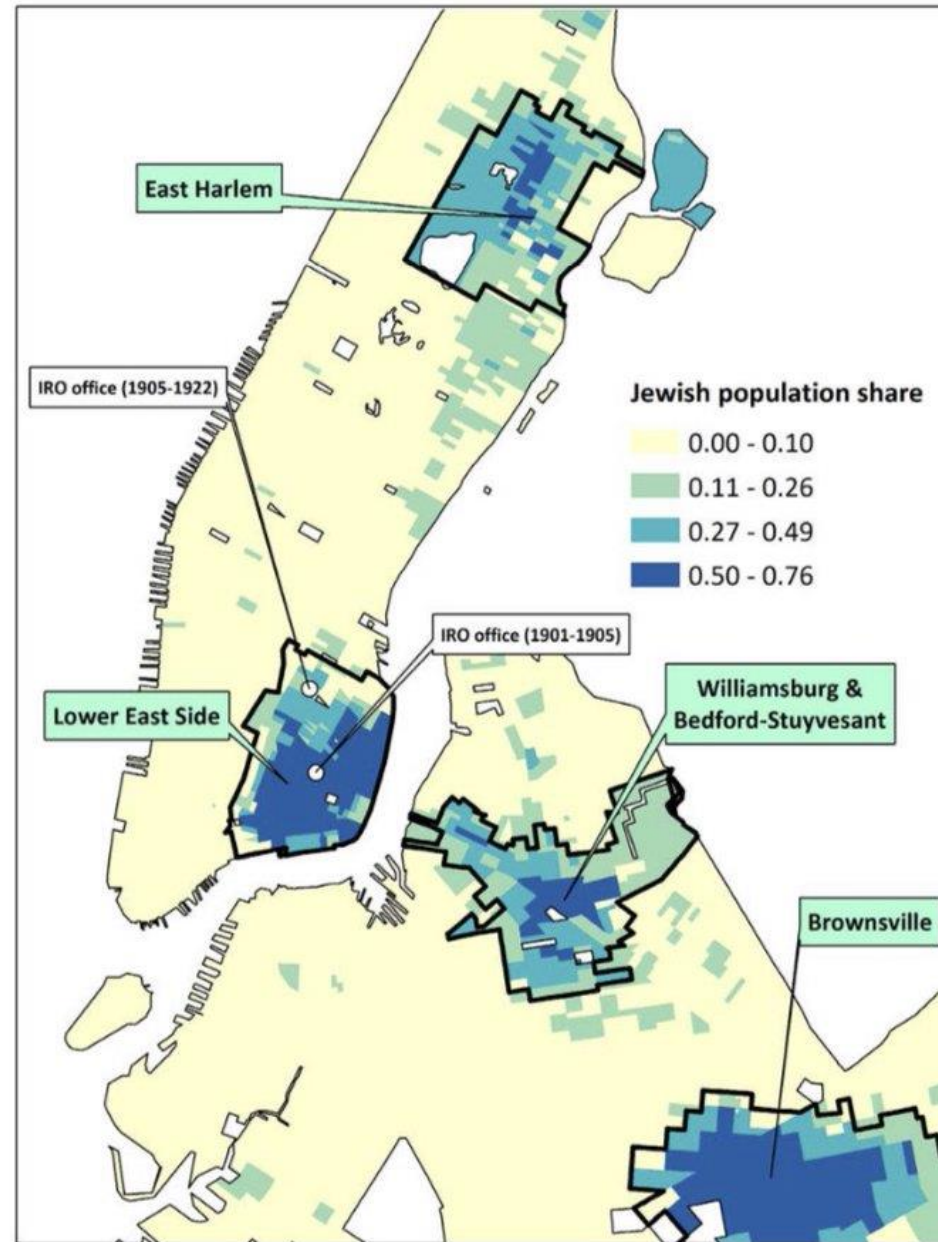 East Harlem
IRO office (1905-1922)
Jewish population share
0.00 - 0.10
0.11 - 0.26
0.27 - 0.49
0.50 - 0.76
IRO office (1901-1905)
Williamsburg &
Bedford-Stuyvesant
Lower East Side
Brownsville